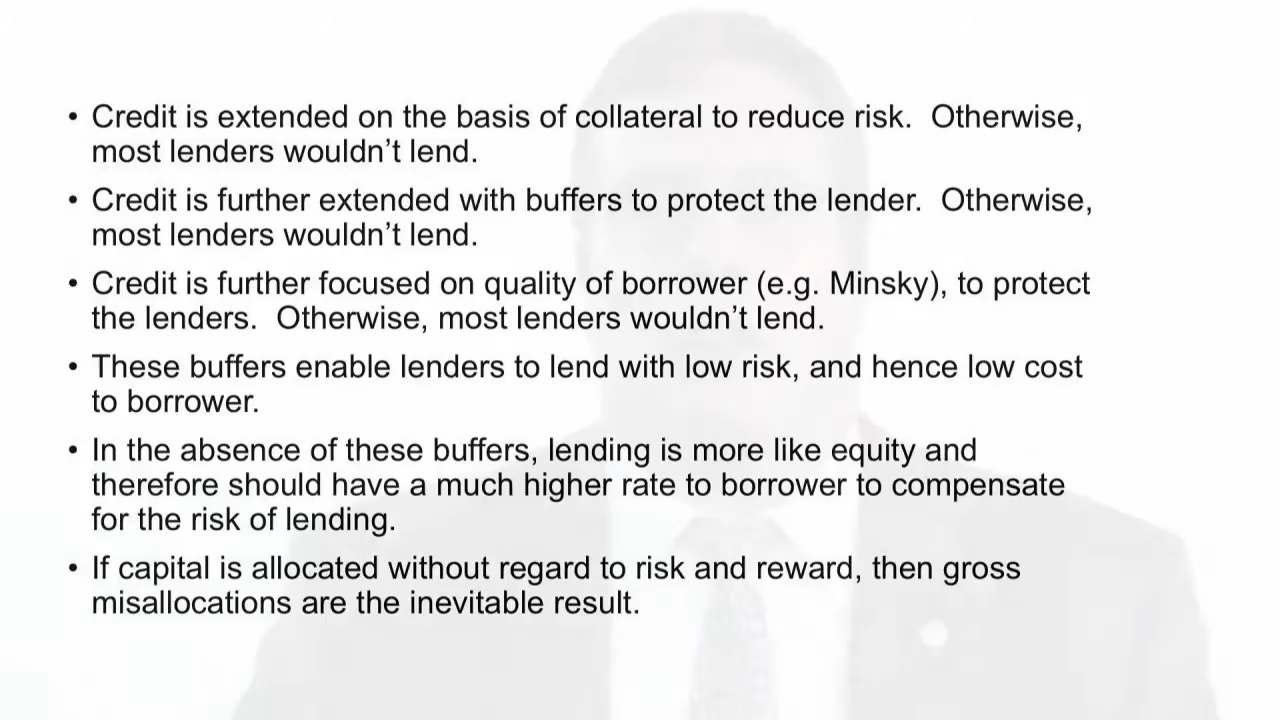 • Credit is extended on the basis of collateral to reduce risk.  Otherwise,
most lenders wouldn’t lend.
• Credit is further extended with buffers to protect the lender.  Otherwise,
most lenders wouldn’t lend.
• Credit is further focused on quality of borrower (e.g. Minsky), to protect
the lenders.  Otherwise, most lenders wouldn’t lend.
• These buffers enable lenders to lend with low risk, and hence low cost
to borrower.
• In the absence of these buffers, lending is more like equity and
therefore should have a much higher rate to borrower to compensate
for the risk of lending.
• If capital is allocated without regard to risk and reward, then gross
misallocations are the inevitable result.